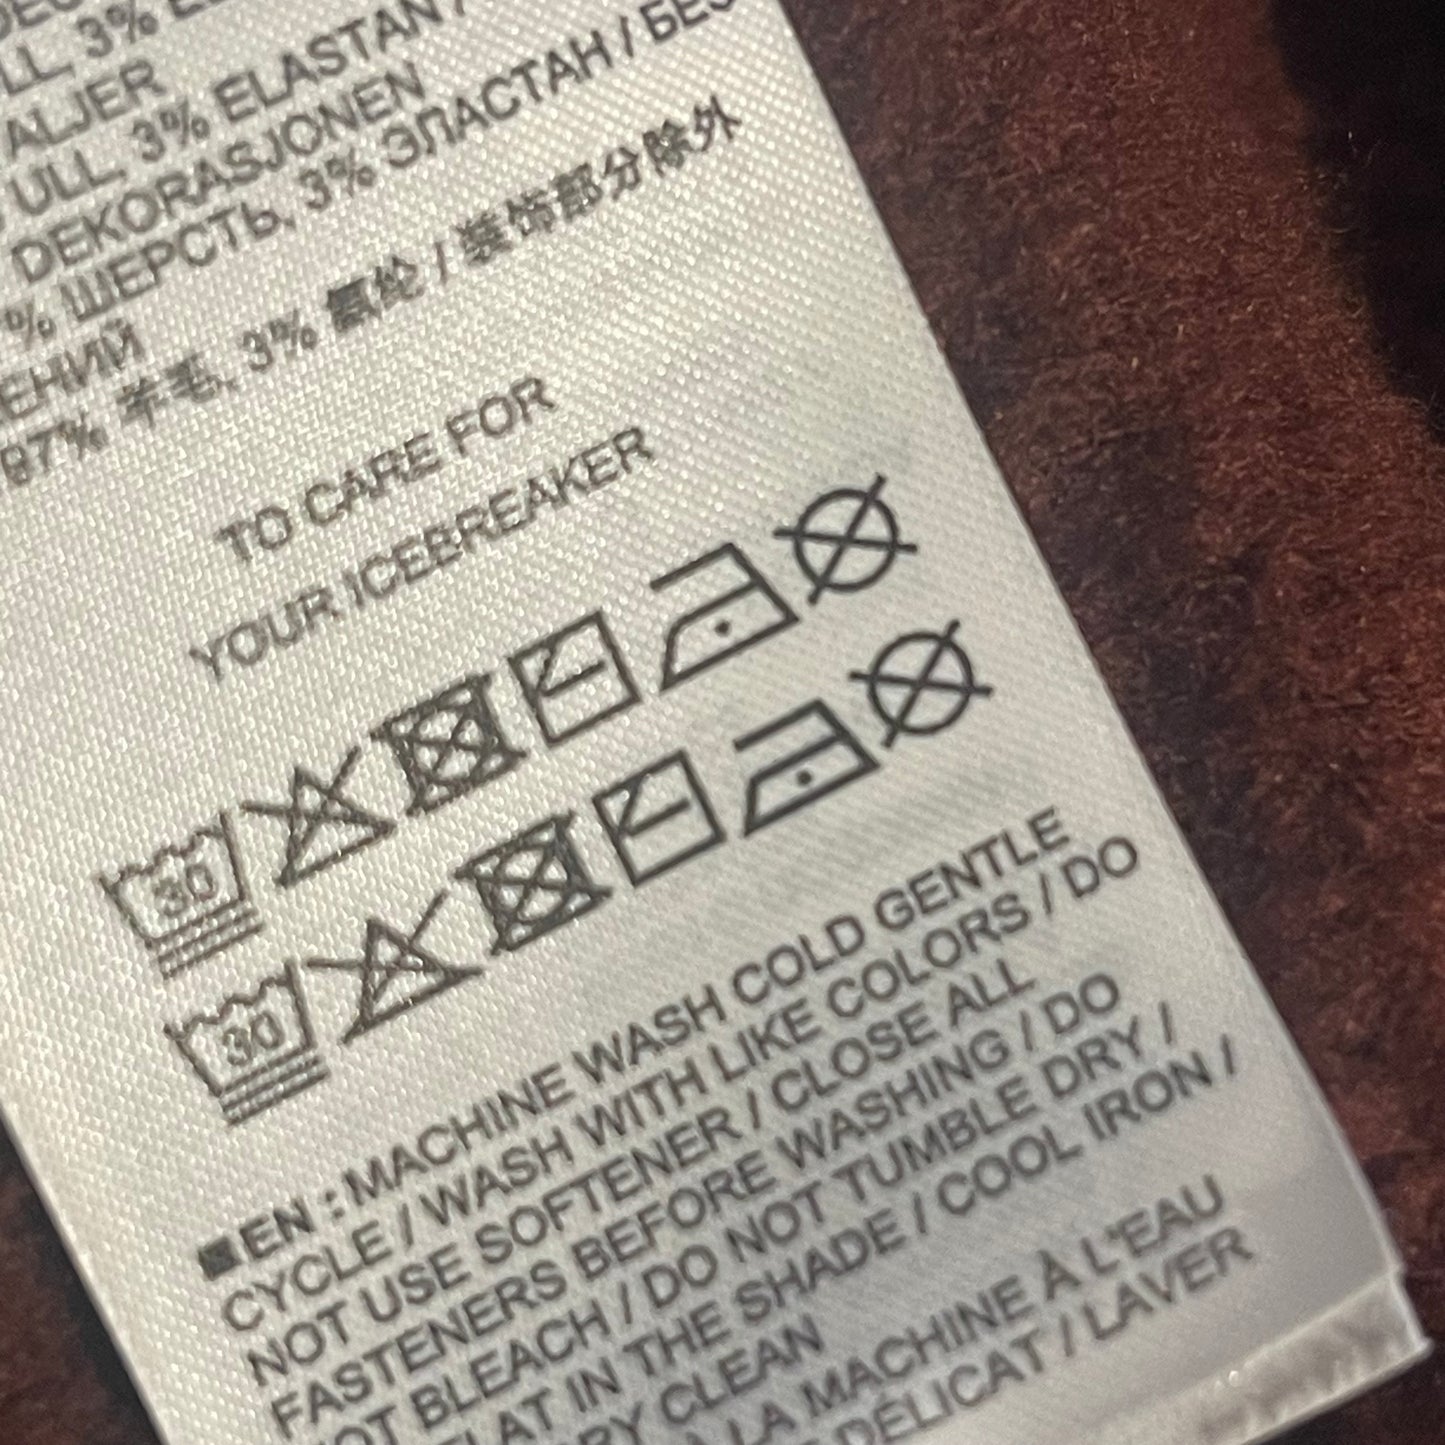 LL, 3%
ALJER
ULL, 3% ELASTAN /
DEKORASJONEN
% ШЕРСТЬ, 3% ЭЛАСТАН / БЕЗ
ЕНИЙ
97% 羊毛, 3% 氨纶 / 装饰部分除外
TO CARE FOR
YOUR ICEBREAKER
30
30
EN : MACHINE WASH COLD GENTLE
CYCLE / WASH WITH LIKE COLORS / DO
NOT USE SOFTENER / CLOSE ALL
FASTENERS BEFORE WASHING / DO
NOT BLEACH / DO NOT TUMBLE DRY /
FLAT IN THE SHADE / COOL IRON /
DRY CLEAN
À LA MACHINE À L'EAU
DÉLICAT / LAVER